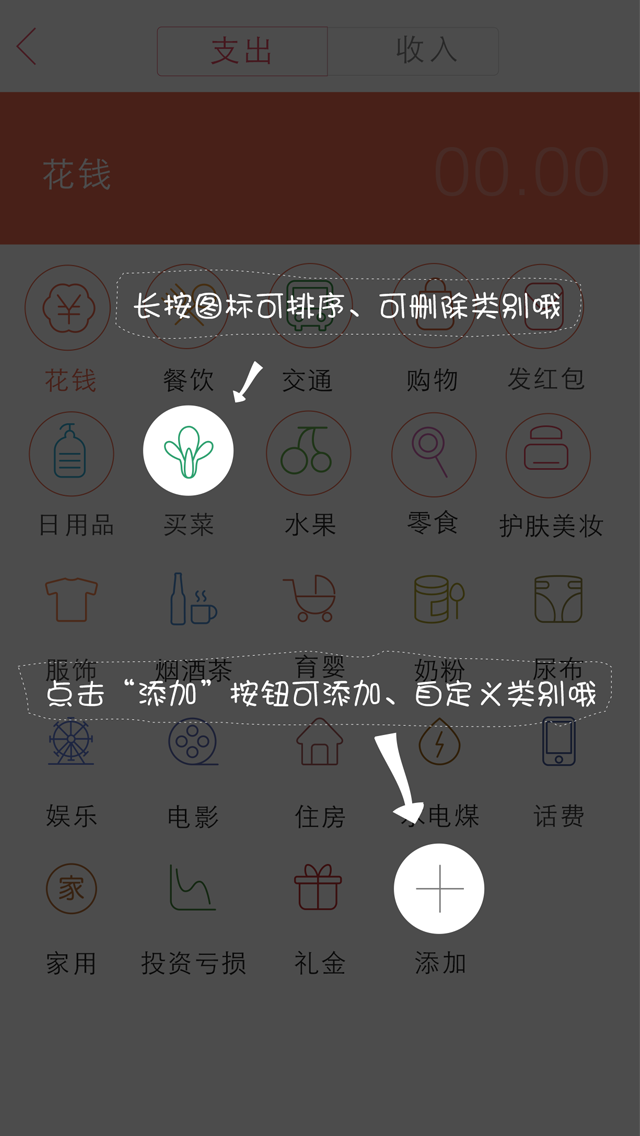 支出 收入
花钱 00.00
长按图标可排序、可删除类别哦
花钱 餐饮 交通 购物 发红包
日用品 买菜 水果 零食 护肤美妆
服饰 烟酒茶 育婴 奶粉 尿布
点击“添加”按钮可添加、自定义类别哦
娱乐 电影 住房 水电煤 话费
家
家用 投资亏损 礼金 添加